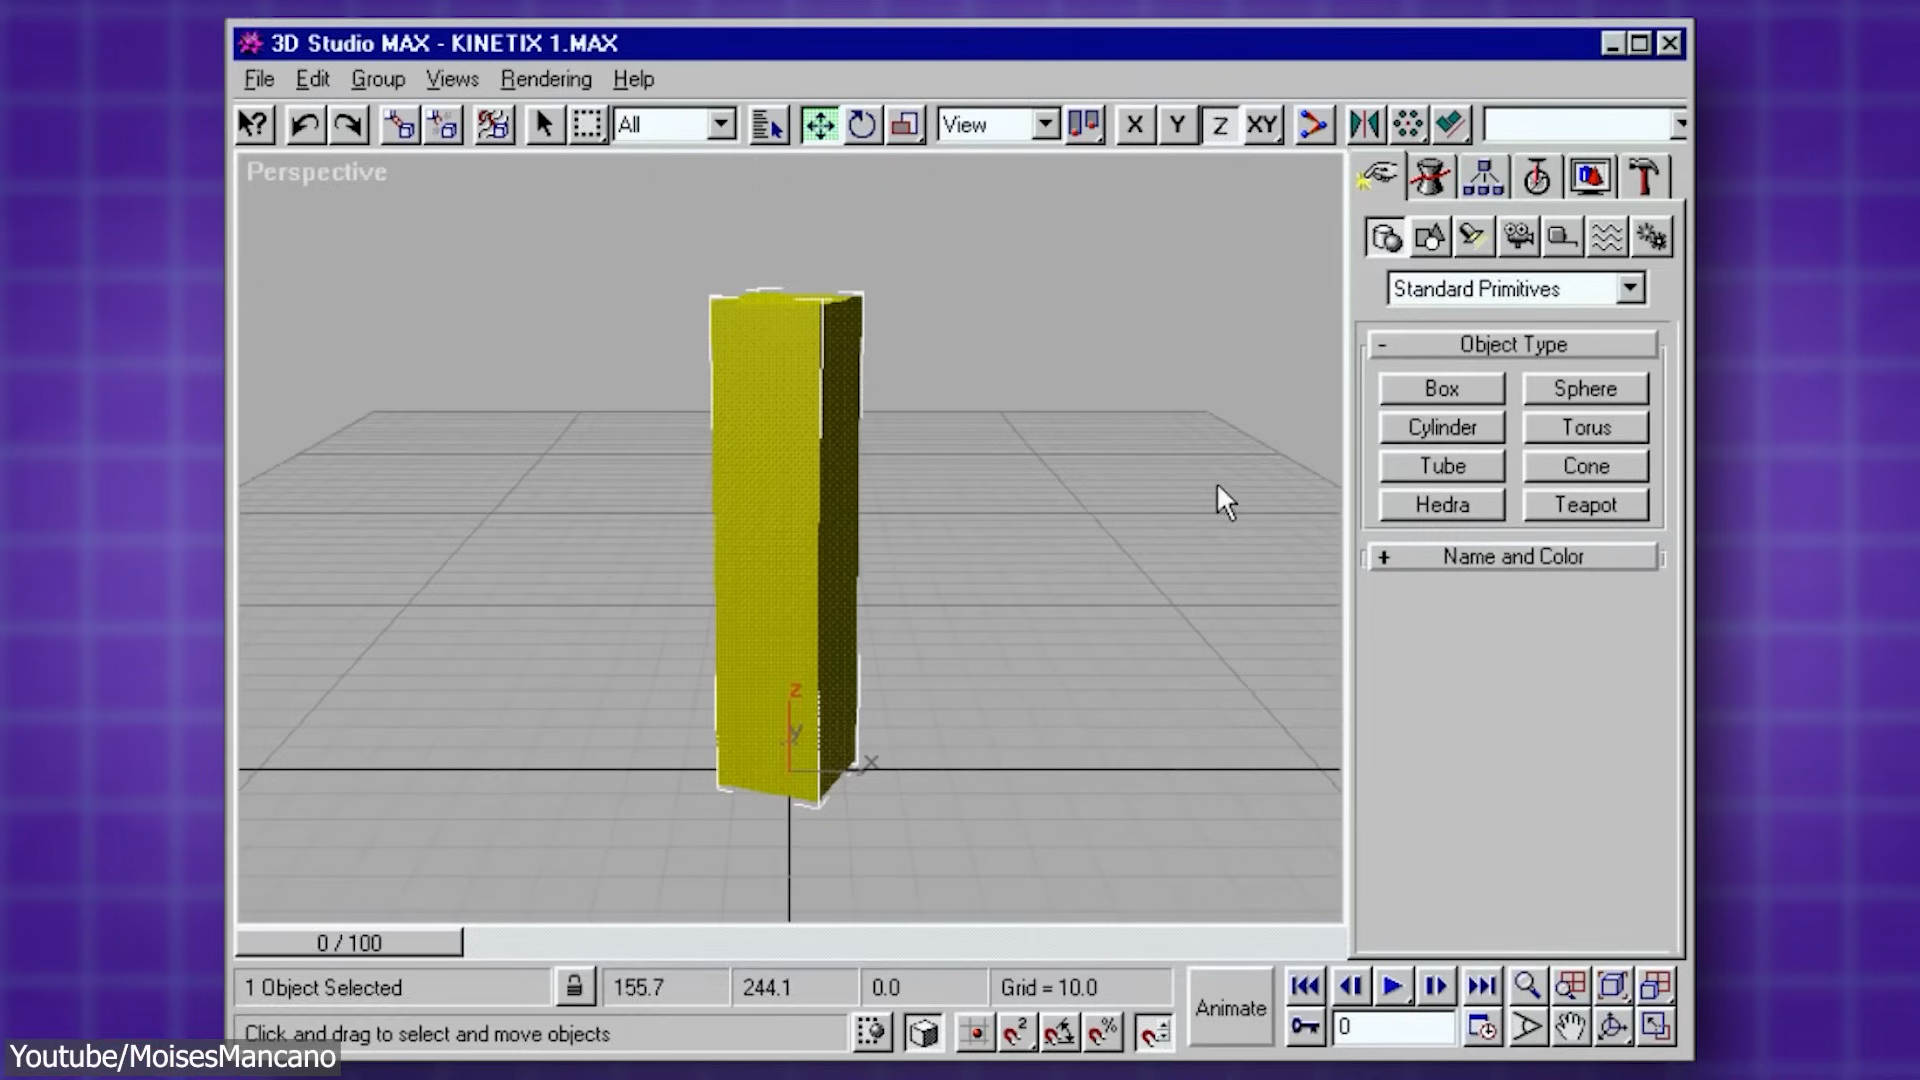 3D Studio MAX - KINETIX 1.MAX
File Edit Group Views Rendering Help
All View X Y Z XY
Perspective
Standard Primitives
- Object Type
Box Sphere
Cylinder Torus
Tube Cone
Hedra Teapot
+ Name and Color
z
y
x
0 / 100
1 Object Selected 155.7 244.1 0.0 Grid = 10.0
Animate
0
Click and drag to select and move objects
2 %
Youtube/MoisesMancano